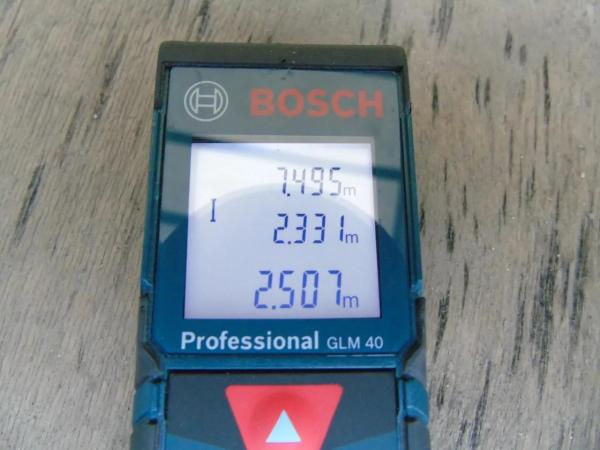 BOSCH
7.495m
2.331m
2.507m
Professional GLM 40